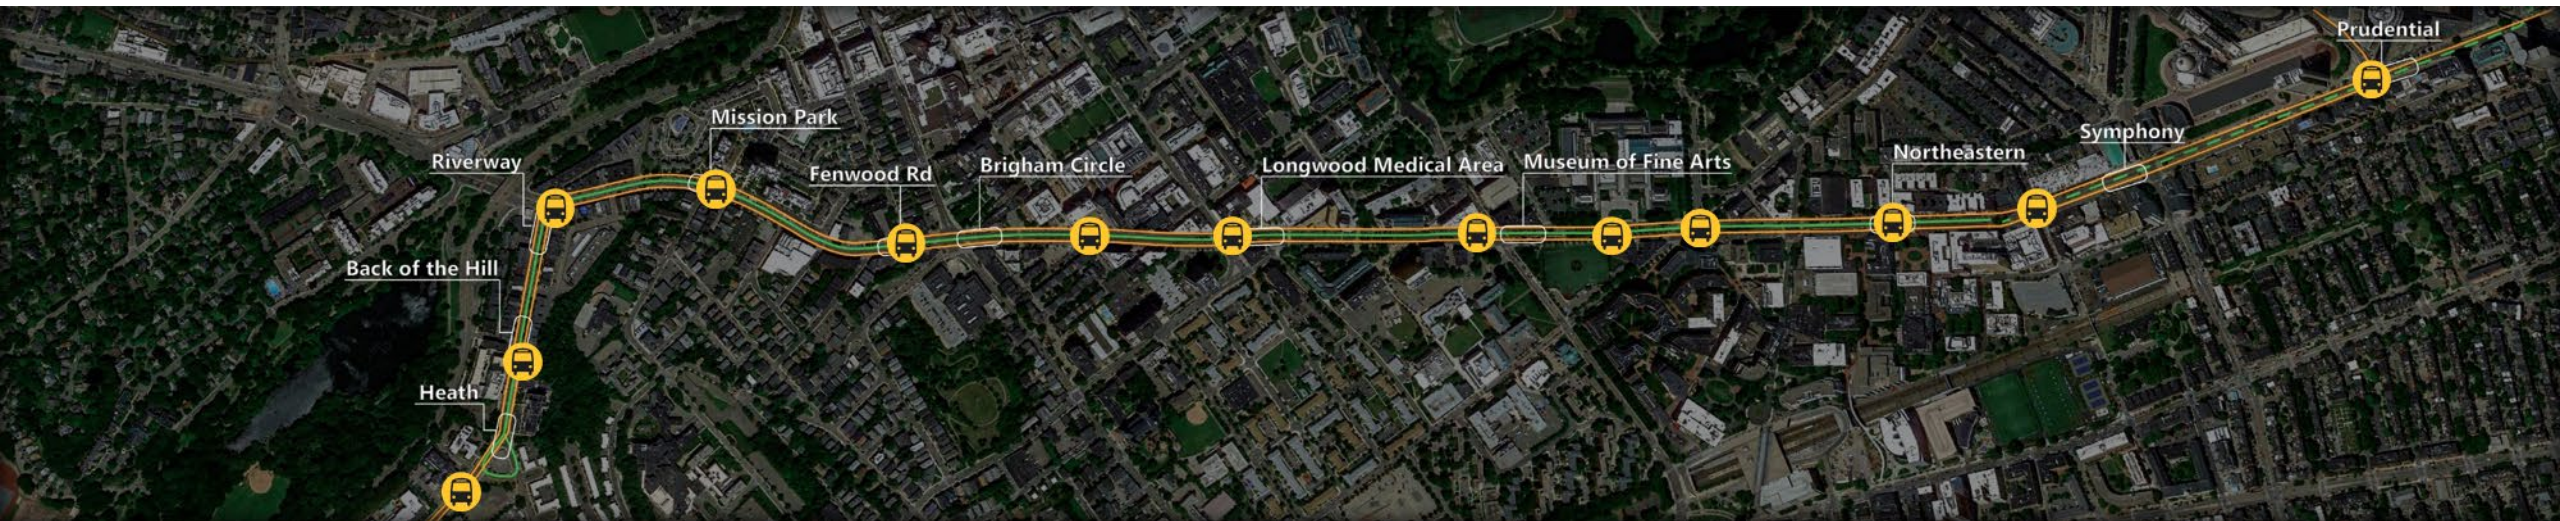 Prudential
Mission Park
Symphony
Riverway
Fenwood Rd
Brigham Circle
Longwood Medical Area
Museum of Fine Arts
Northeastern
Back of the Hill
Heath